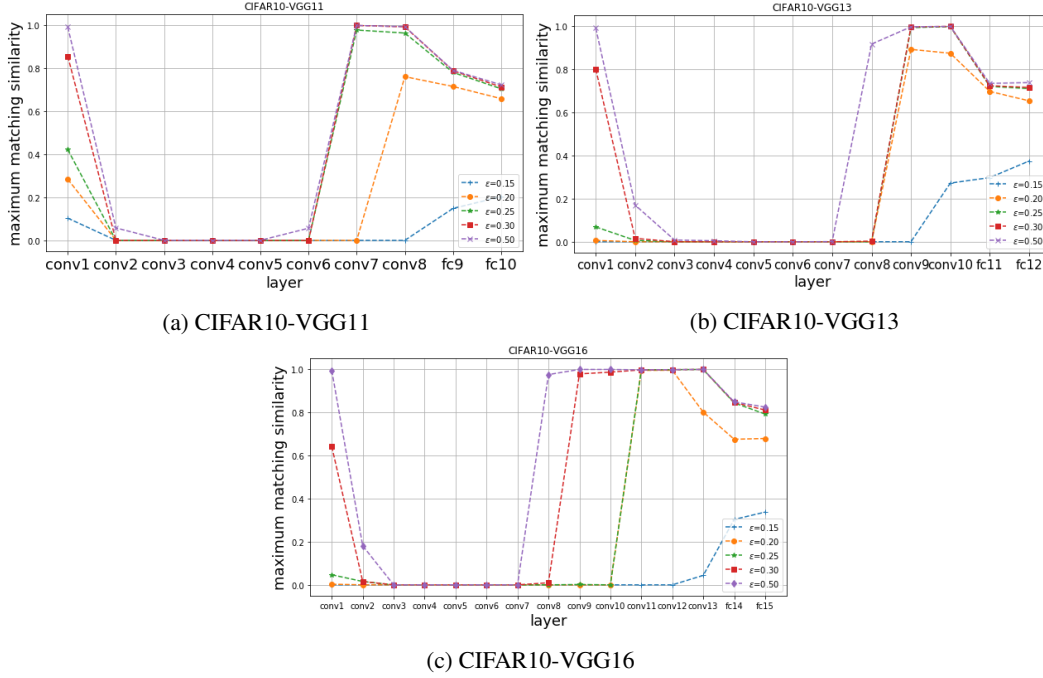 CIFAR10-VGG11
maximum matching similarity
1.0
0.8
0.6
0.4
0.2
0.0
ε=0.15
ε=0.20
ε=0.25
ε=0.30
ε=0.50
conv1 conv2 conv3 conv4 conv5 conv6 conv7 conv8 fc9 fc10
layer
(a) CIFAR10-VGG11
CIFAR10-VGG13
maximum matching similarity
1.0
0.8
0.6
0.4
0.2
0.0
ε=0.15
ε=0.20
ε=0.25
ε=0.30
ε=0.50
conv1 conv2 conv3 conv4 conv5 conv6 conv7 conv8 conv9 conv10 fc11 fc12
layer
(b) CIFAR10-VGG13
CIFAR10-VGG16
maximum matching similarity
1.0
0.8
0.6
0.4
0.2
0.0
ε=0.15
ε=0.20
ε=0.25
ε=0.30
ε=0.50
conv1 conv2 conv3 conv4 conv5 conv6 conv7 conv8 conv9 conv10 conv11 conv12 conv13 fc14 fc15
layer
(c) CIFAR10-VGG16